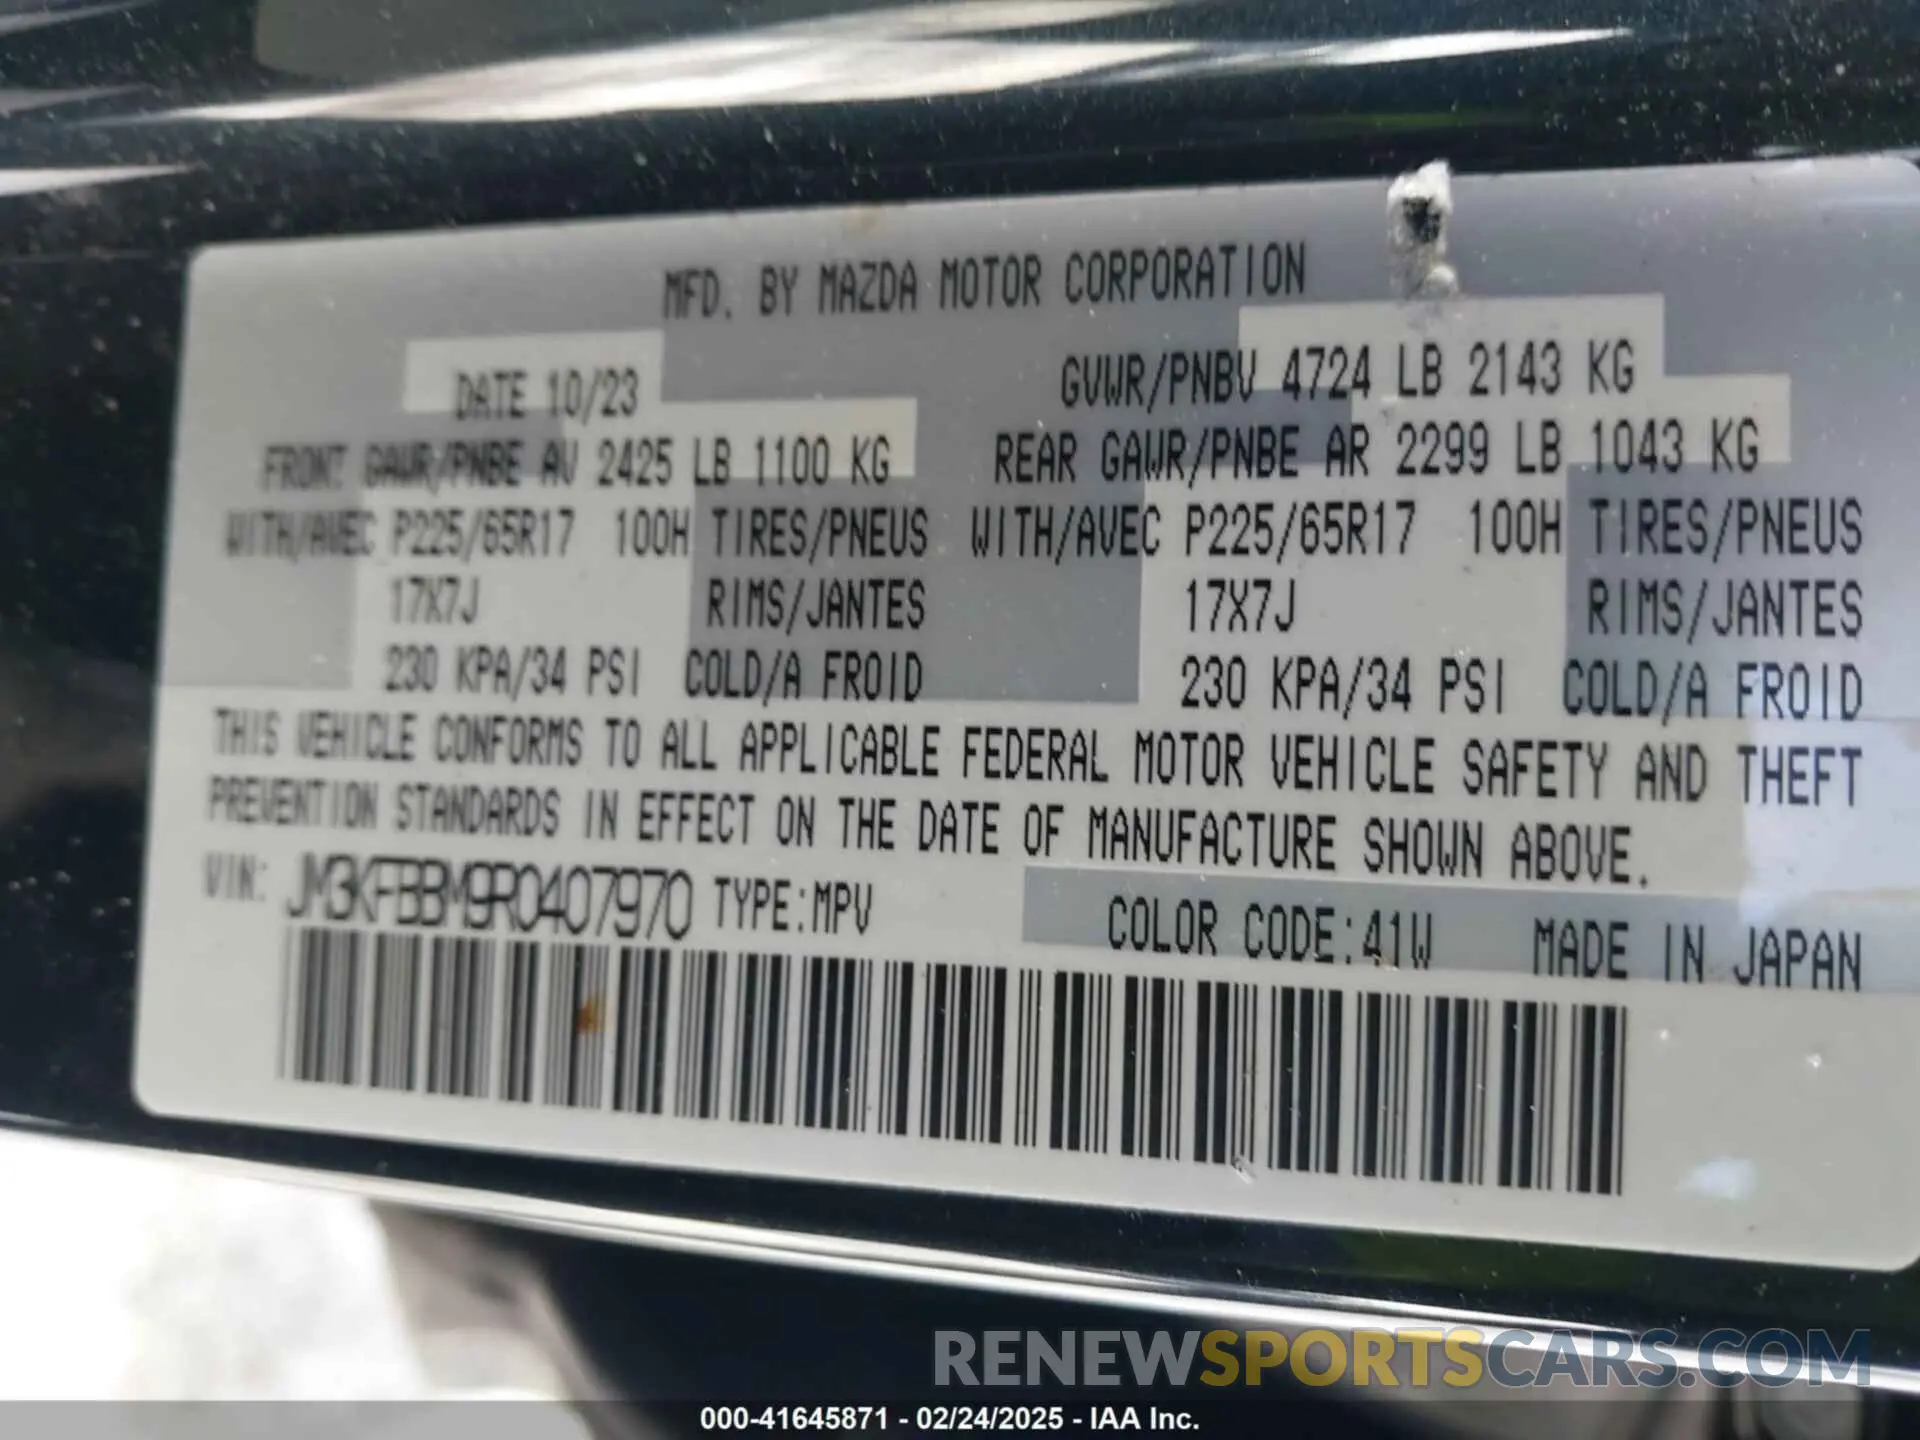 MFD. BY MAZDA MOTOR CORPORATION
DATE 10/23 GVWR/PNBV 4724 LB 2143 KG
FRONT GAWR/PNBE AV 2425 LB 1100 KG REAR GAWR/PNBE AR 2299 LB 1043 KG
WITH/AVEC P225/65R17 100H TIRES/PNEUS WITH/AVEC P225/65R17 100H TIRES/PNEUS
17X7J RIMS/JANTES 17X7J RIMS/JANTES
230 KPA/34 PSI COLD/A FROID 230 KPA/34 PSI COLD/A FROID
THIS VEHICLE CONFORMS TO ALL APPLICABLE FEDERAL MOTOR VEHICLE SAFETY AND THEFT
PREVENTION STANDARDS IN EFFECT ON THE DATE OF MANUFACTURE SHOWN ABOVE.
VIN: JM3KFBBM9R0407970 TYPE:MPV COLOR CODE:41W MADE IN JAPAN
RENEWSPORTSCARS.COM
000-41645871 - 02/24/2025 - IAA Inc.